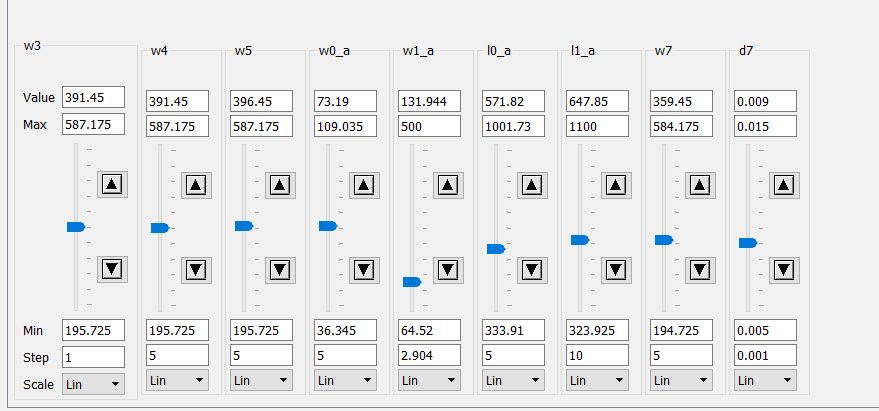 w3 w4 w5 w0_a w1_a l0_a l1_a w7 d7
Value 391.45 391.45 396.45 73.19 131.944 571.82 647.85 359.45 0.009
Max 587.175 587.175 587.175 109.035 500 1001.73 1100 584.175 0.015
Min 195.725 195.725 195.725 36.345 64.52 333.91 323.925 194.725 0.005
Step 1 5 5 5 2.904 5 10 5 0.001
Scale Lin Lin Lin Lin Lin Lin Lin Lin Lin